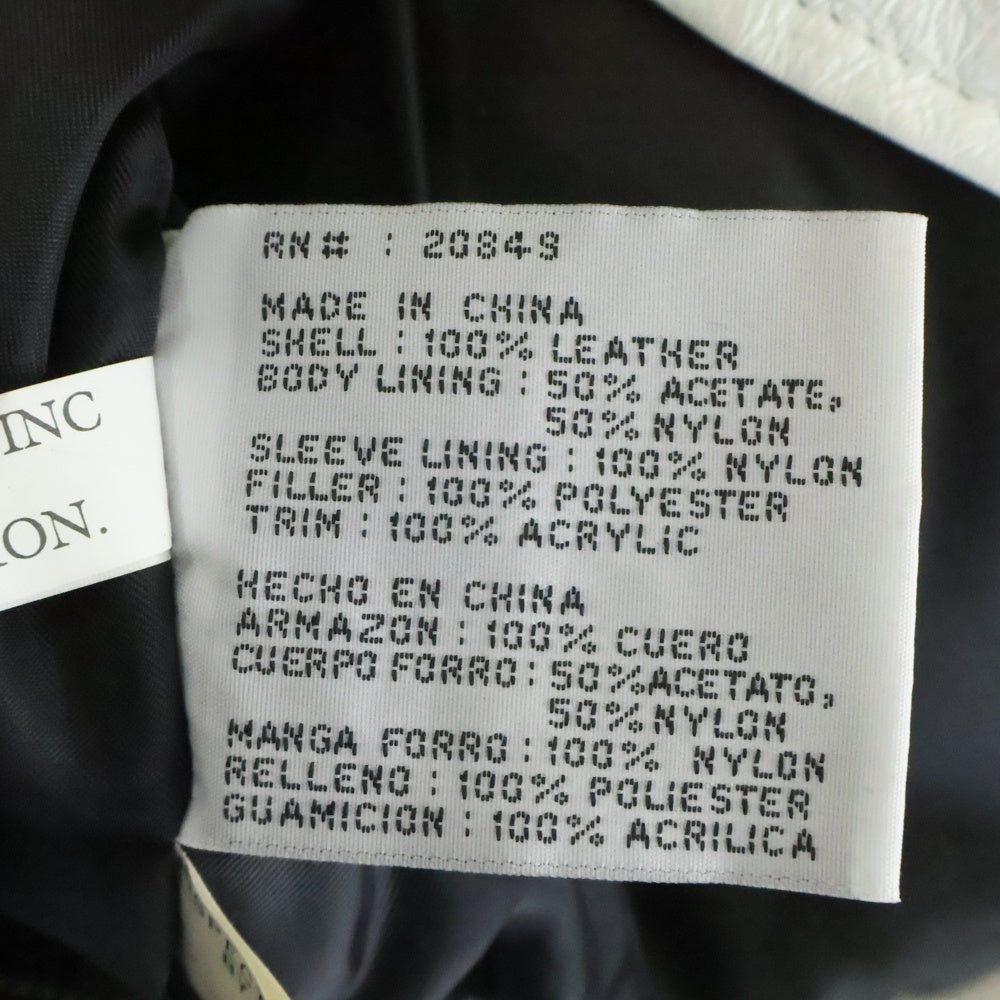 RN# : 20849
MADE IN CHINA
SHELL : 100% LEATHER
BODY LINING : 50% ACETATE,
50% NYLON
SLEEVE LINING : 100% NYLON
FILLER : 100% POLYESTER
TRIM : 100% ACRYLIC
HECHO EN CHINA
ARMAZON : 100% CUERO
CUERPO FORRO : 50% ACETATO,
50% NYLON
MANGA FORRO : 100% NYLON
RELLENO : 100% POLIESTER
GUAMICION : 100% ACRILICA
INC
ON.